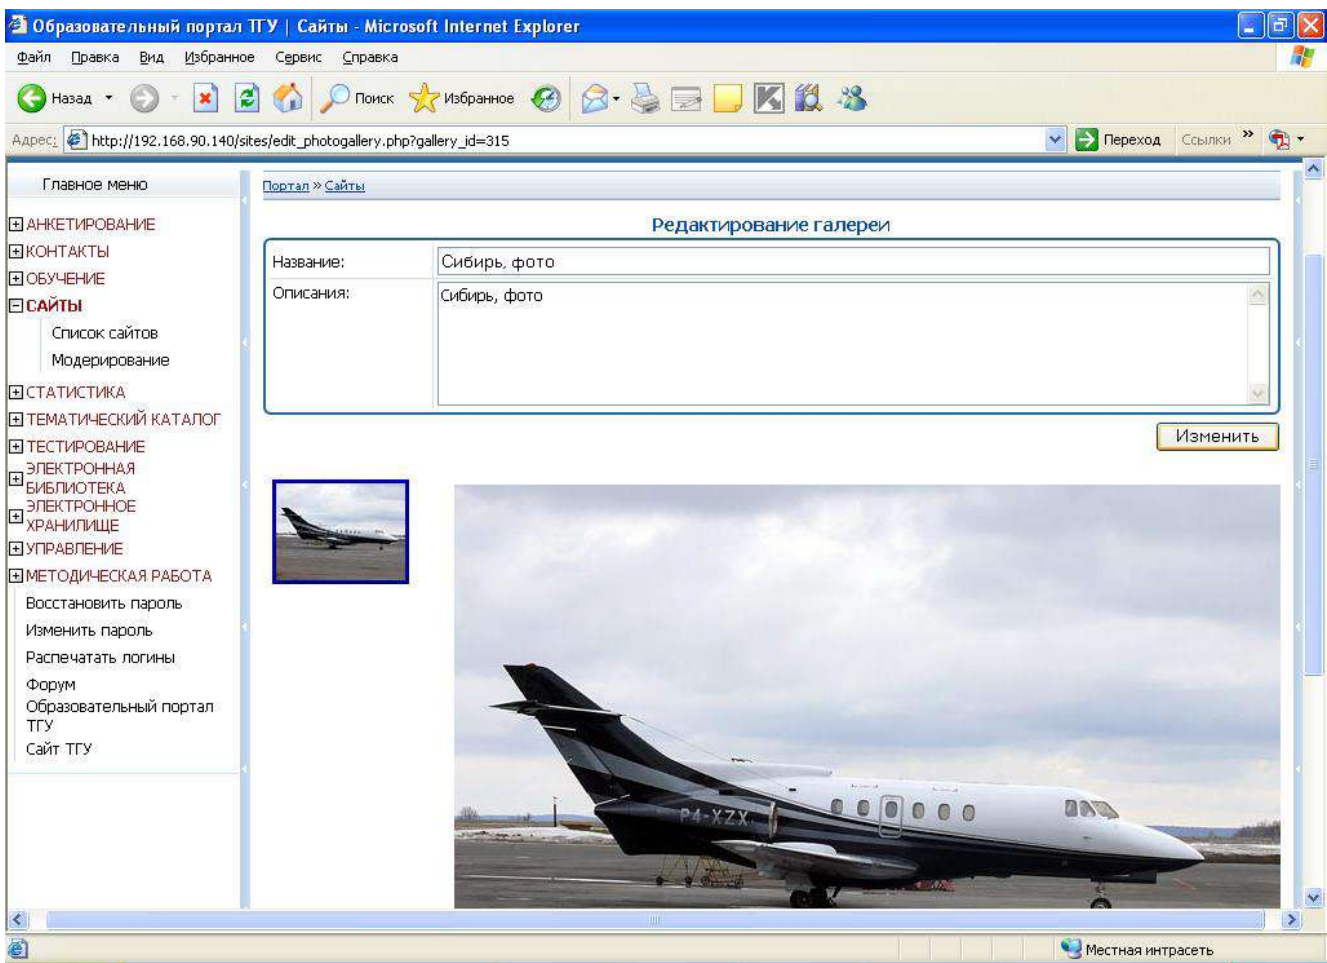 Образовательный портал ТГУ | Сайты - Microsoft Internet Explorer
Файл Правка Вид Избранное Сервис Справка
Назад Поиск Избранное
Адрес: http://192.168.90.140/sites/edit_photogallery.php?gallery_id=315 Переход Ссылки »
Главное меню
АНКЕТИРОВАНИЕ
КОНТАКТЫ
ОБУЧЕНИЕ
САЙТЫ
Список сайтов
Модерирование
СТАТИСТИКА
ТЕМАТИЧЕСКИЙ КАТАЛОГ
ТЕСТИРОВАНИЕ
ЭЛЕКТРОННАЯ
БИБЛИОТЕКА
ЭЛЕКТРОННОЕ
ХРАНИЛИЩЕ
УПРАВЛЕНИЕ
МЕТОДИЧЕСКАЯ РАБОТА
Восстановить пароль
Изменить пароль
Распечатать логины
Форум
Образовательный портал
ТГУ
Сайт ТГУ
Портал » Сайты
Редактирование галереи
Название: Сибирь, фото
Описания: Сибирь, фото
Изменить
P4-XZX
Местная интрасеть